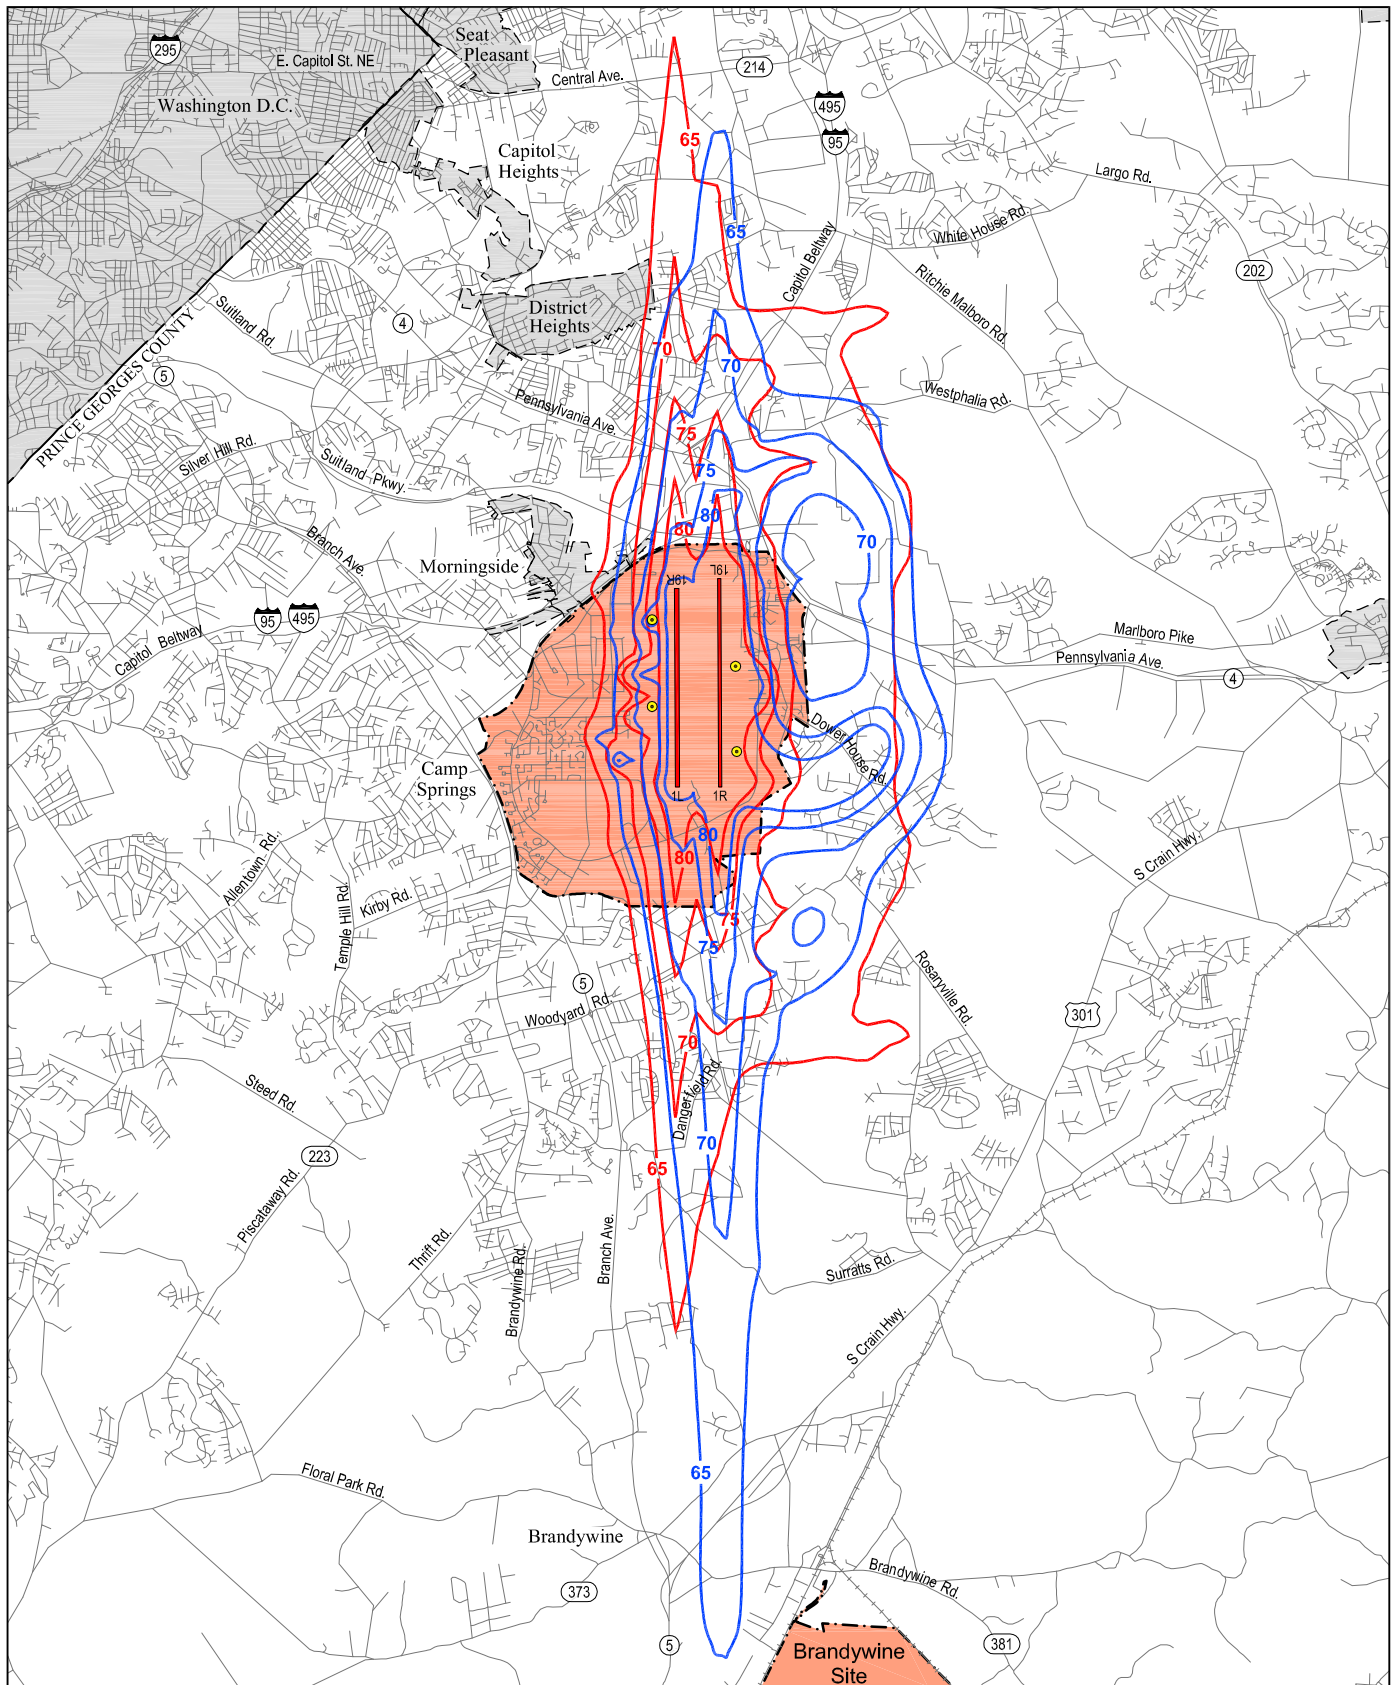 Seat
Pleasant
295
E. Capitol St. NE
Central Ave.
214
Washington D.C.
495
95
65
Capitol
Heights
Largo Rd.
White House Rd.
65
Capitol Beltway
202
Ritchie Malboro Rd.
Suitland Rd.
District
Heights
4
PRINCE GEORGES COUNTY
5
70
70
Pennsylvania Ave.
Westphalia Rd.
75
Silver Hill Rd.
Suitland Pkwy.
75
80
80
70
Branch Ave.
Morningside
19R
19L
95
495
Capitol Beltway
Marlboro Pike
Pennsylvania Ave.
4
Dower House Rd.
Camp
Springs
1L
1R
80
80
S Crain Hwy.
Allentown Rd.
Temple Hill Rd.
Kirby Rd.
75
75
Rosaryville Rd.
5
Woodyard Rd.
301
70
Steed Rd.
Dangerfield Rd.
70
223
65
Piscataway Rd.
Thrift Rd.
Brandywine Rd.
Branch Ave.
Surratts Rd.
S Crain Hwy.
65
Floral Park Rd.
Brandywine
373
Brandywine Rd.
5
381
Brandywine
Site